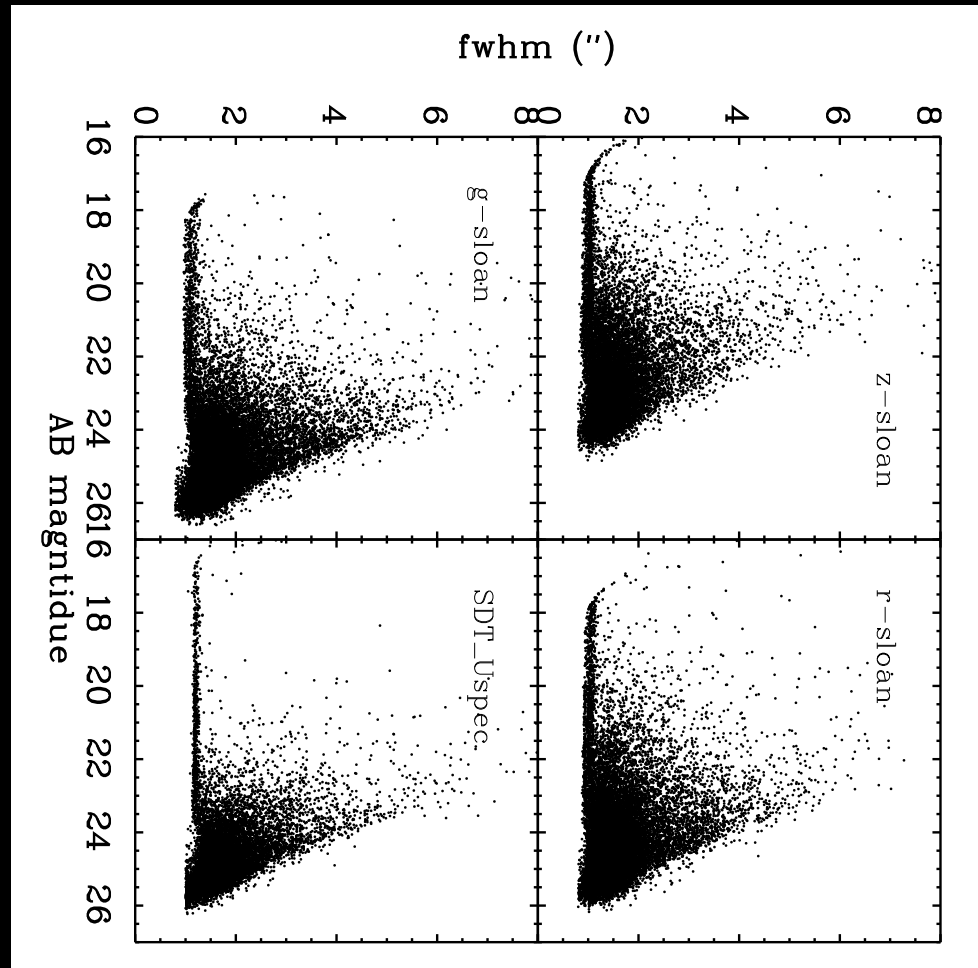 fwhm (")
0 2 4 6 8 0 2 4 6 8
16 18 20 22 24 26 16 18 20 22 24 26
AB magntidue
g-sloan
z-sloan
SDT_Uspec
r-sloan